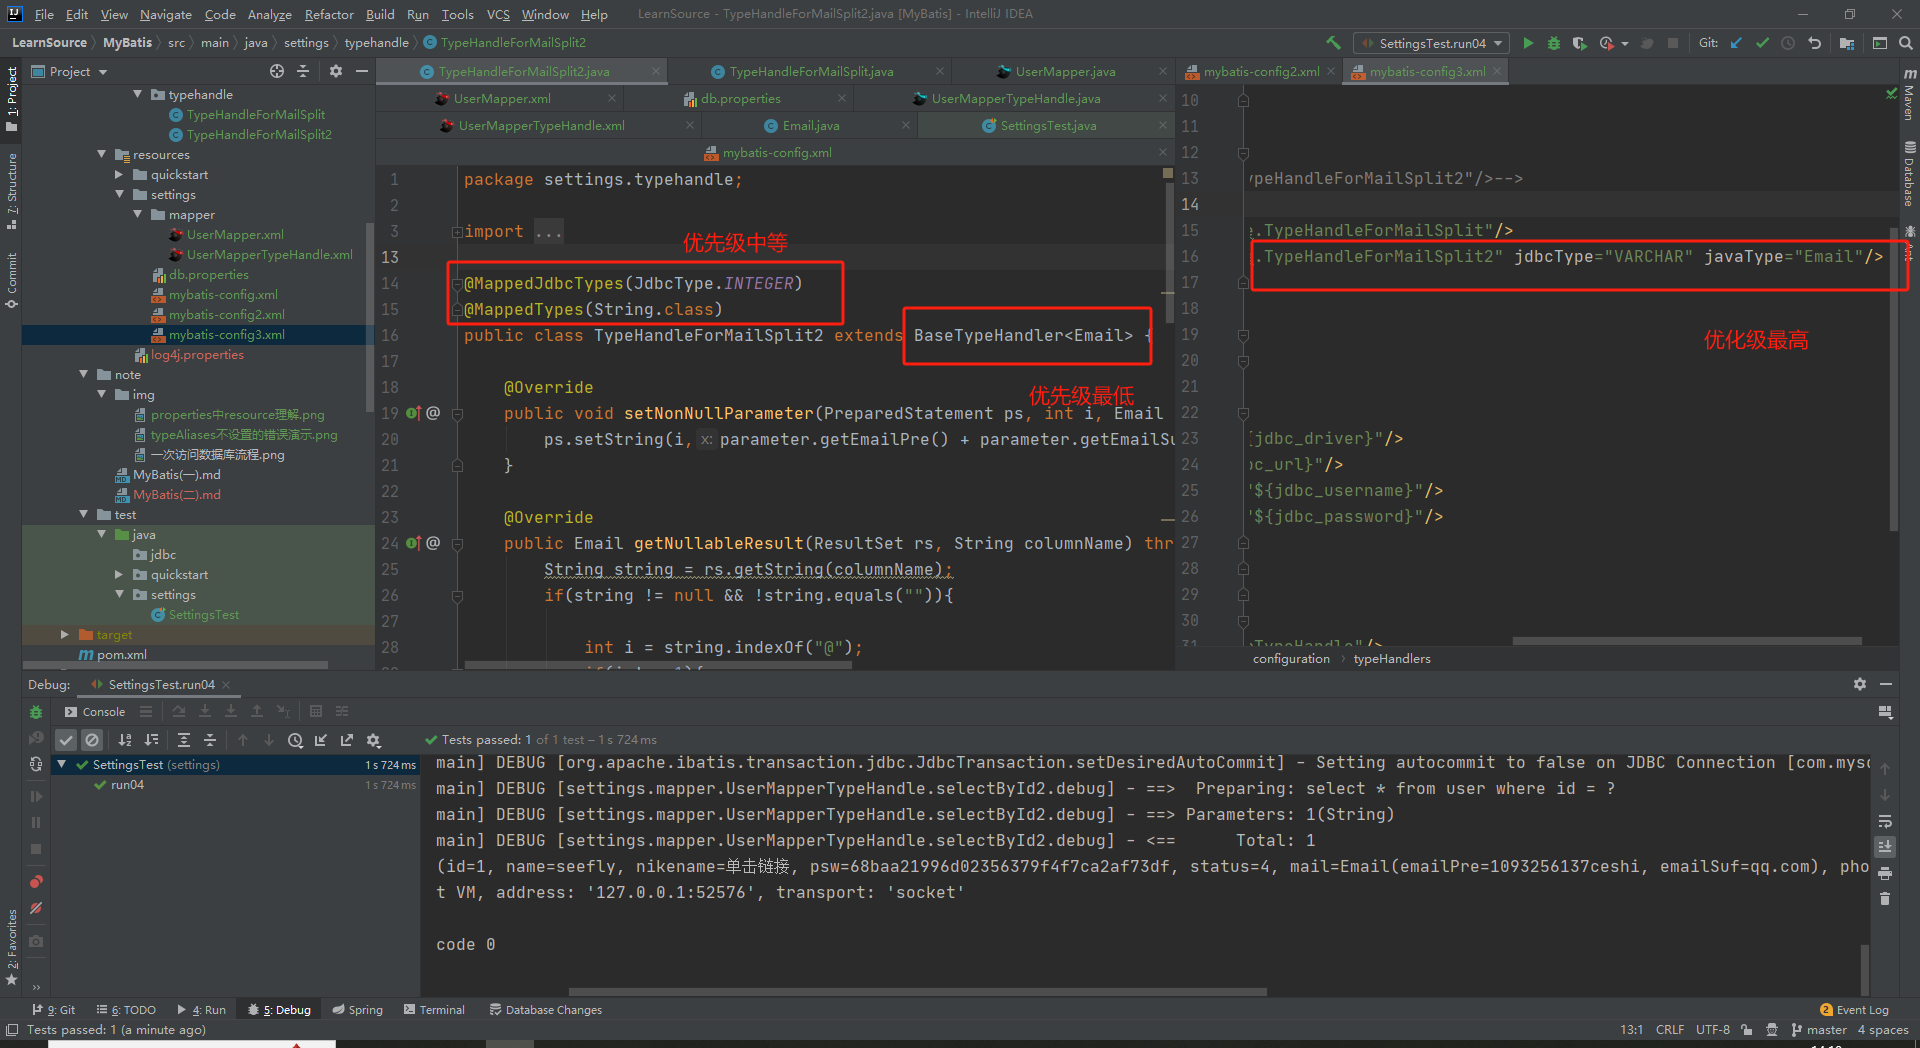 File Edit View Navigate Code Analyze Refactor Build Run Tools VCS Window Help LearnSource - TypeHandleForMailSplit2.java [MyBatis] - IntelliJ IDEA
LearnSource MyBatis src main java settings typehandle TypeHandleForMailSplit2
SettingsTest.run04 Git:
Project
1: Project
7: Structure
Commit
2: Favorites
typehandle
TypeHandleForMailSplit
TypeHandleForMailSplit2
resources
quickstart
settings
mapper
UserMapper.xml
UserMapperTypeHandle.xml
db.properties
mybatis-config.xml
mybatis-config2.xml
mybatis-config3.xml
log4j.properties
note
img
properties中resource理解.png
typeAliases不设置的错误演示.png
一次访问数据库流程.png
MyBatis(一).md
MyBatis(二).md
test
java
jdbc
quickstart
settings
SettingsTest
target
pom.xml
TypeHandleForMailSplit2.java TypeHandleForMailSplit.java UserMapper.java
UserMapper.xml db.properties UserMapperTypeHandle.java
UserMapperTypeHandle.xml Email.java SettingsTest.java
mybatis-config.xml
1 package settings.typehandle;
2
3 import ...
优先级中等
13
14 @MappedJdbcTypes(JdbcType.INTEGER)
15 @MappedTypes(String.class)
16 public class TypeHandleForMailSplit2 extends BaseTypeHandler<Email> {
17
优先级最低
18 @Override
19 public void setNonNullParameter(PreparedStatement ps, int i, Email
20 ps.setString(i, x: parameter.getEmailPre() + parameter.getEmailSu
21 }
22
23 @Override
24 public Email getNullableResult(ResultSet rs, String columnName) thr
25 String string = rs.getString(columnName);
26 if(string != null && !string.equals("")){
27
28 int i = string.indexOf("@");
mybatis-config2.xml mybatis-config3.xml
10
11
12
13 ypeHandleForMailSplit2"/>-->
14
15 .TypeHandleForMailSplit"/>
16 .TypeHandleForMailSplit2" jdbcType="VARCHAR" javaType="Email"/>
17
18
19
优化级最高
20
21
22
23 {jdbc_driver}"/>
24 bc_url}"/>
25 "${jdbc_username}"/>
26 "${jdbc_password}"/>
27
28
29
30
31 TypeHandle"/>
configuration typeHandlers
Maven
Database
Debug: SettingsTest.run04
Console
Tests passed: 1 of 1 test – 1 s 724 ms
SettingsTest (settings) 1 s 724 ms
run04 1 s 724 ms
main] DEBUG [org.apache.ibatis.transaction.jdbc.JdbcTransaction.setDesiredAutoCommit] - Setting autocommit to false on JDBC Connection [com.mysq
main] DEBUG [settings.mapper.UserMapperTypeHandle.selectById2.debug] - ==> Preparing: select * from user where id = ?
main] DEBUG [settings.mapper.UserMapperTypeHandle.selectById2.debug] - ==> Parameters: 1(String)
main] DEBUG [settings.mapper.UserMapperTypeHandle.selectById2.debug] - <== Total: 1
(id=1, name=seefly, nikename=单击链接, psw=68baa21996d02356379f4f7ca2af73df, status=4, mail=Email(emailPre=1093256137ceshi, emailSuf=qq.com), pho
t VM, address: '127.0.0.1:52576', transport: 'socket'
code 0
9: Git 6: TODO 4: Run 5: Debug Spring Terminal Database Changes 2 Event Log
Tests passed: 1 (a minute ago) 13:1 CRLF UTF-8 master 4 spaces